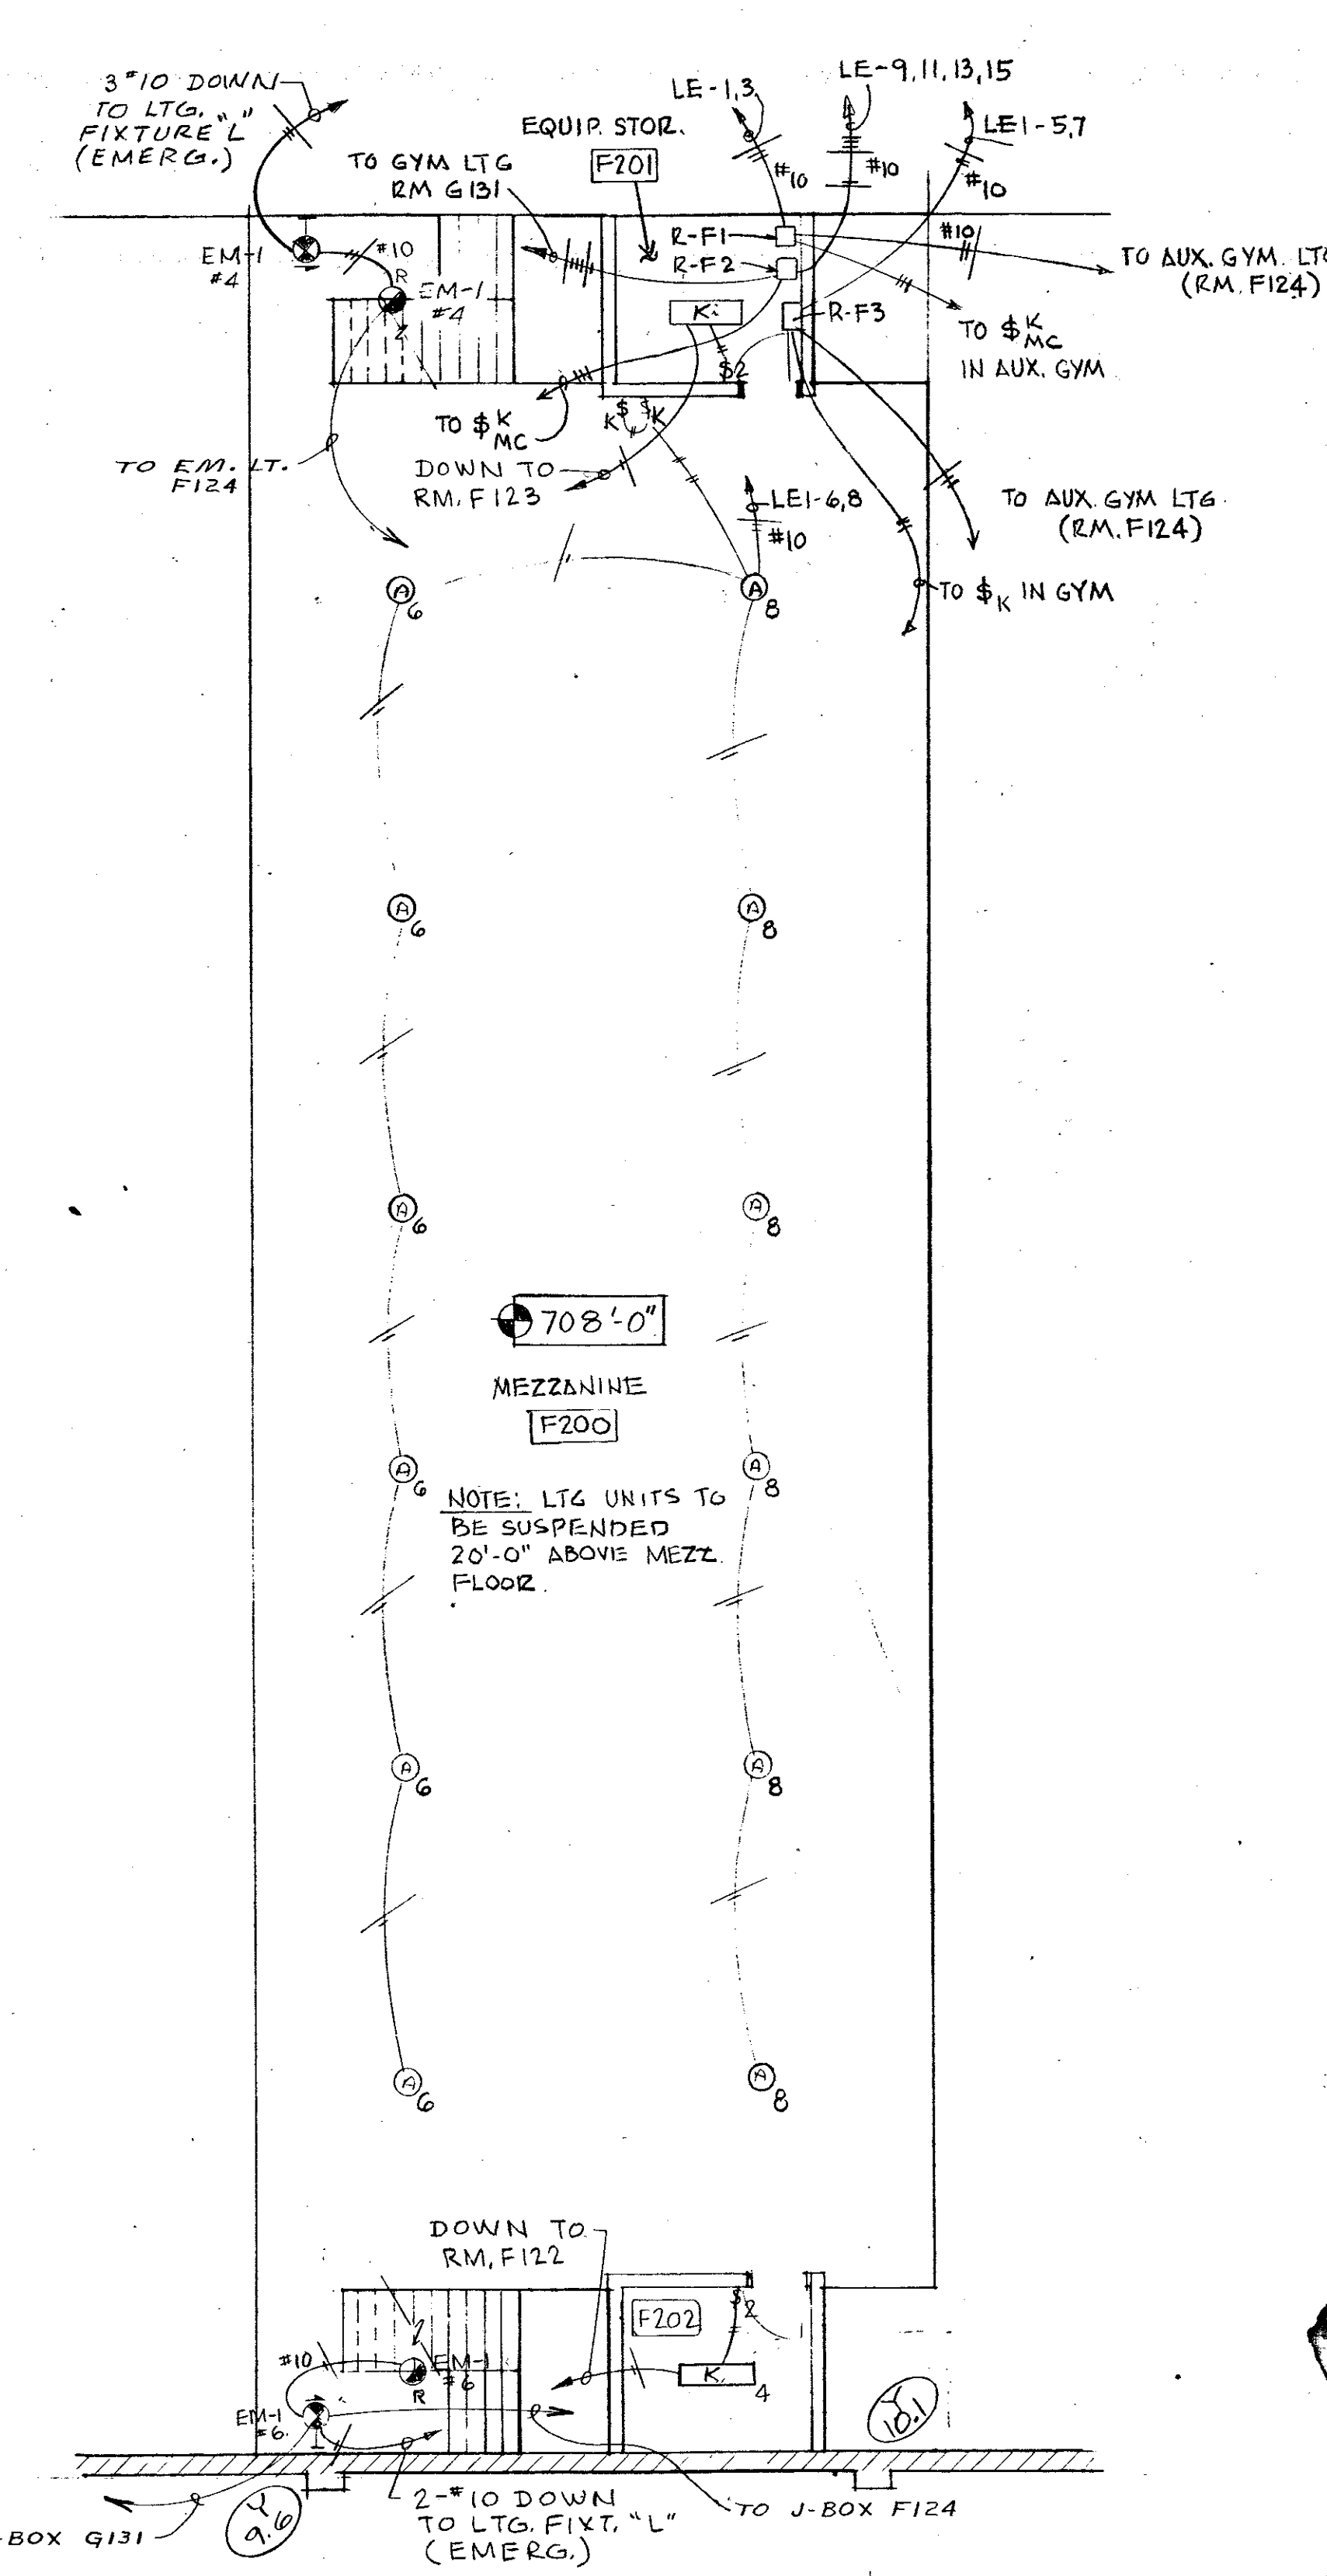 3 #10 DOWN
TO LTG.
FIXTURE "L"
(EMERG.)
LE-1,3
LE-9,11,13,15
LE1-5,7
EQUIP. STOR.
F201
#10
#10
#10
TO GYM LTG
RM G131
EM-1
#4
#10
R
EM-1
#4
R-F1
R-F2
R-F3
#10
TO AUX. GYM. LTG
(RM. F124)
TO $K
MC
IN AUX. GYM
$2
TO $K
MC
K$ $K
TO EM. LT.
F124
DOWN TO
RM. F123
LE1-6,8
#10
TO AUX. GYM LTG.
(RM. F124)
TO $K IN GYM
A 6
A 8
A 6
A 8
A 6
A 8
708'-0"
MEZZANINE
F200
A 6
A 8
NOTE: LTG UNITS TO
BE SUSPENDED
20'-0" ABOVE MEZZ.
FLOOR.
A 6
A 8
A 6
A 8
DOWN TO
RM. F122
F202
$2
#10
EM-1
#6
R
K
4
EM-1
#6
Y
10.1
Y
9.6
2-#10 DOWN
TO LTG. FIXT. "L"
(EMERG.)
TO J-BOX F124
-BOX G131